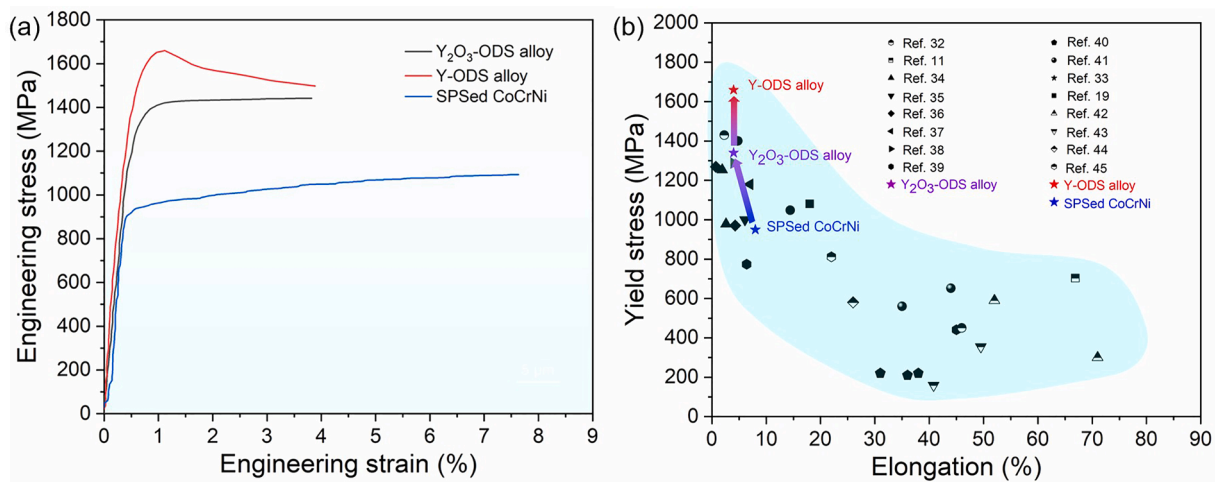 (a)
1800
1600
1400
1200
1000
800
600
400
200
0
Engineering stress (MPa)
Y₂O₃-ODS alloy
Y-ODS alloy
SPSed CoCrNi
0 1 2 3 4 5 6 7 8 9
Engineering strain (%)
(b)
2000
1800
1600
1400
1200
1000
800
600
400
200
0
Yield stress (MPa)
Ref. 32
Ref. 11
Ref. 34
Ref. 35
Ref. 36
Ref. 37
Ref. 38
Ref. 39
Y₂O₃-ODS alloy
Ref. 40
Ref. 41
Ref. 33
Ref. 19
Ref. 42
Ref. 43
Ref. 44
Ref. 45
Y-ODS alloy
SPSed CoCrNi
Y-ODS alloy
Y₂O₃-ODS alloy
SPSed CoCrNi
0 10 20 30 40 50 60 70 80 90
Elongation (%)